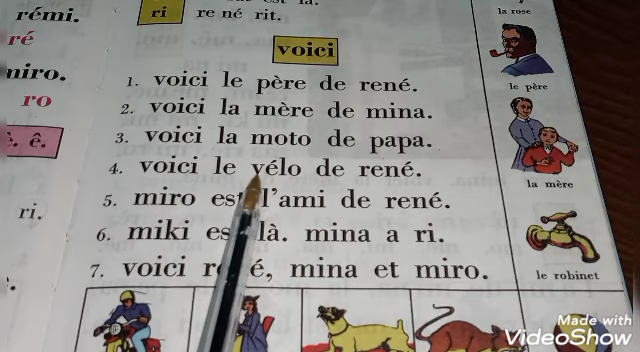 rémi.
ré
miro.
ro
è. ê.
ri.
ri
re né rit.
voici
1. voici le père de rené.
2. voici la mère de mina.
3. voici la moto de papa.
4. voici le vélo de rené.
5. miro est l'ami de rené.
6. miki est là. mina a ri.
7. voici rené, mina et miro.
la rose
le père
la mère
le robinet
Made with
VideoShow